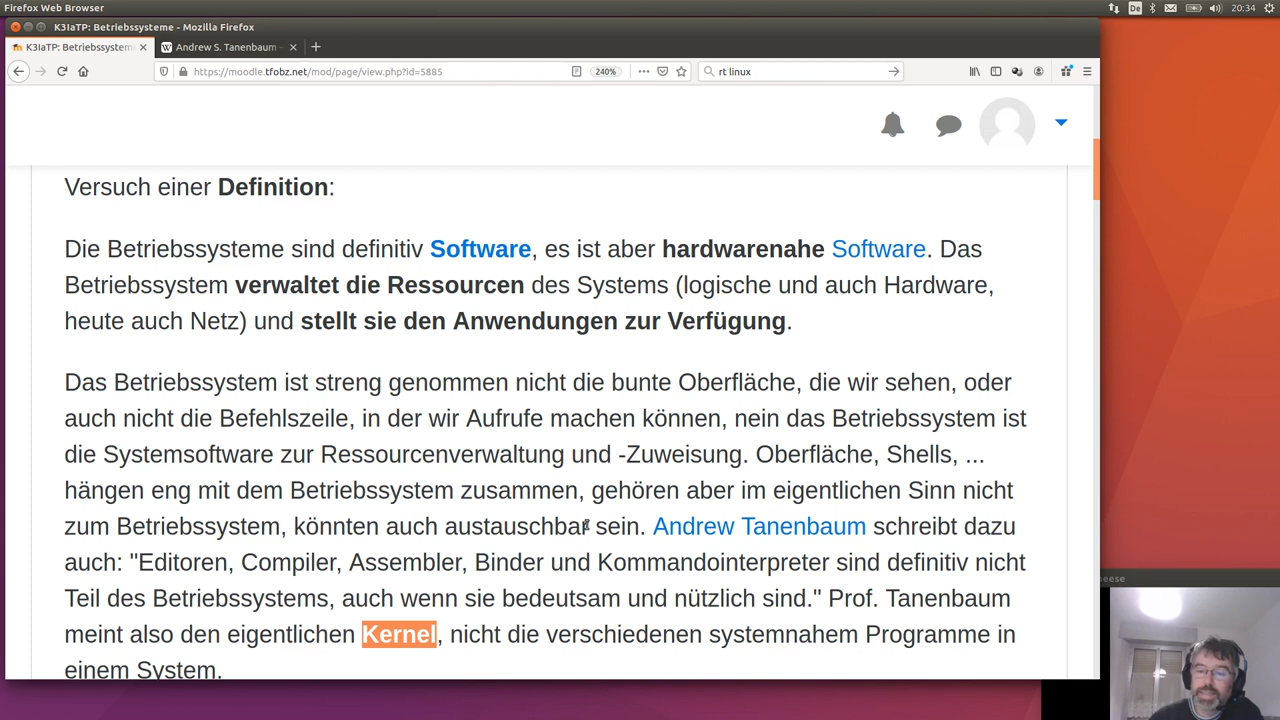 Firefox Web Browser
De
20:34
K3IaTP: Betriebssysteme - Mozilla Firefox
K3IaTP: Betriebssysteme
Andrew S. Tanenbaum -
https://moodle.tfobz.net/mod/page/view.php?id=5885
240%
rt linux
Versuch einer Definition:
Die Betriebssysteme sind definitiv Software, es ist aber hardwarenahe Software. Das
Betriebssystem verwaltet die Ressourcen des Systems (logische und auch Hardware,
heute auch Netz) und stellt sie den Anwendungen zur Verfügung.
Das Betriebssystem ist streng genommen nicht die bunte Oberfläche, die wir sehen, oder
auch nicht die Befehlszeile, in der wir Aufrufe machen können, nein das Betriebssystem ist
die Systemsoftware zur Ressourcenverwaltung und -Zuweisung. Oberfläche, Shells, ...
hängen eng mit dem Betriebssystem zusammen, gehören aber im eigentlichen Sinn nicht
zum Betriebssystem, könnten auch austauschbar sein. Andrew Tanenbaum schreibt dazu
auch: "Editoren, Compiler, Assembler, Binder und Kommandointerpreter sind definitiv nicht
Teil des Betriebssystems, auch wenn sie bedeutsam und nützlich sind." Prof. Tanenbaum
meint also den eigentlichen Kernel, nicht die verschiedenen systemnahem Programme in
einem System.
heese